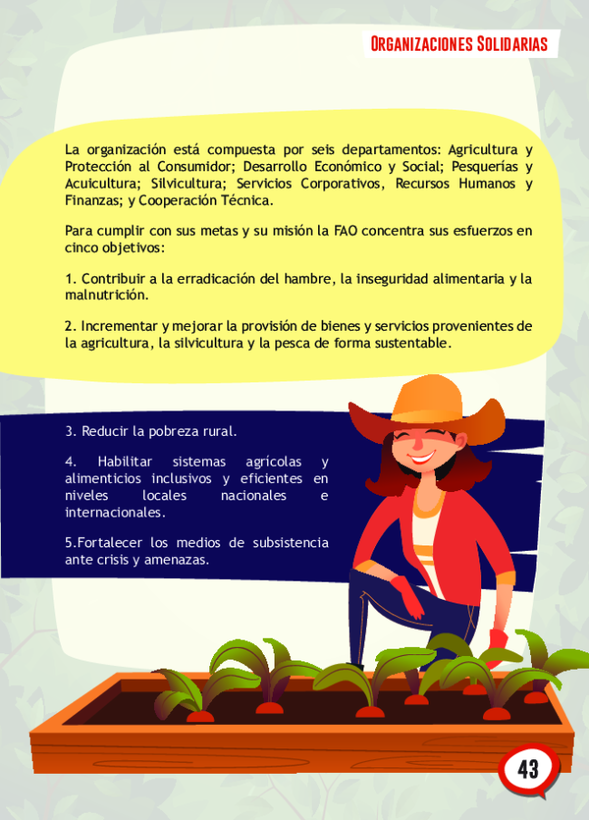 Organizaciones Solidarias
La organización está compuesta por seis departamentos: Agricultura y
Protección al Consumidor; Desarrollo Económico y Social; Pesquerías y
Acuicultura; Silvicultura; Servicios Corporativos, Recursos Humanos y
Finanzas; y Cooperación Técnica.
Para cumplir con sus metas y su misión la FAO concentra sus esfuerzos en
cinco objetivos:
1. Contribuir a la erradicación del hambre, la inseguridad alimentaria y la
malnutrición.
2. Incrementar y mejorar la provisión de bienes y servicios provenientes de
la agricultura, la silvicultura y la pesca de forma sustentable.
3. Reducir la pobreza rural.
4. Habilitar sistemas agrícolas y
alimenticios inclusivos y eficientes en
niveles locales nacionales e
internacionales.
5.Fortalecer los medios de subsistencia
ante crisis y amenazas.
43